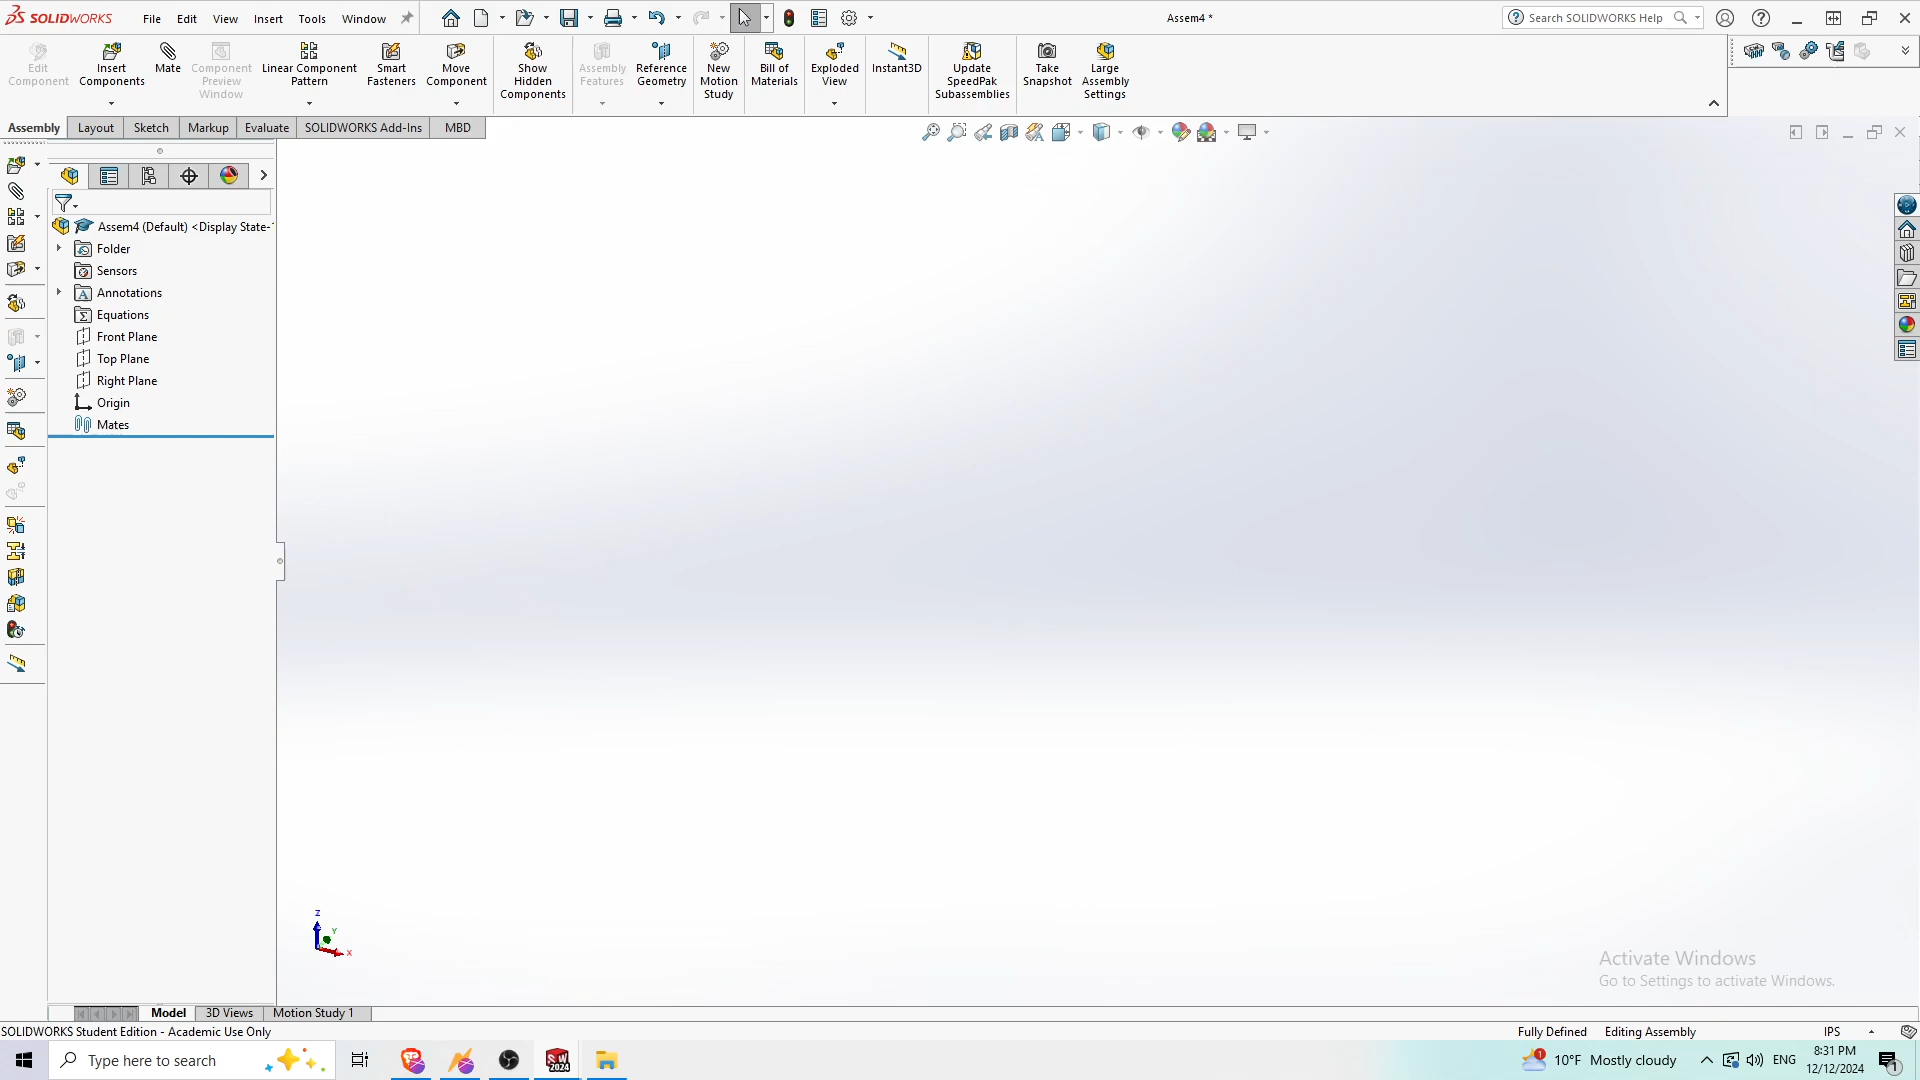 SOLIDWORKS File Edit View Insert Tools Window Assem4 * Search SOLIDWORKS Help
Edit Component
Insert Components
Mate
Component Preview Window
Linear Component Pattern
Smart Fasteners
Move Component
Show Hidden Components
Assembly Features
Reference Geometry
New Motion Study
Bill of Materials
Exploded View
Instant3D
Update SpeedPak Subassemblies
Take Snapshot
Large Assembly Settings
Assembly Layout Sketch Markup Evaluate SOLIDWORKS Add-Ins MBD
Assem4 (Default) <Display State-
Folder
Sensors
Annotations
Equations
Front Plane
Top Plane
Right Plane
Origin
Mates
Z
Y
X
Activate Windows
Go to Settings to activate Windows.
Model 3D Views Motion Study 1
SOLIDWORKS Student Edition - Academic Use Only Fully Defined Editing Assembly IPS
Type here to search 1 10°F Mostly cloudy ENG 8:31 PM
12/12/2024 1
SW 2024